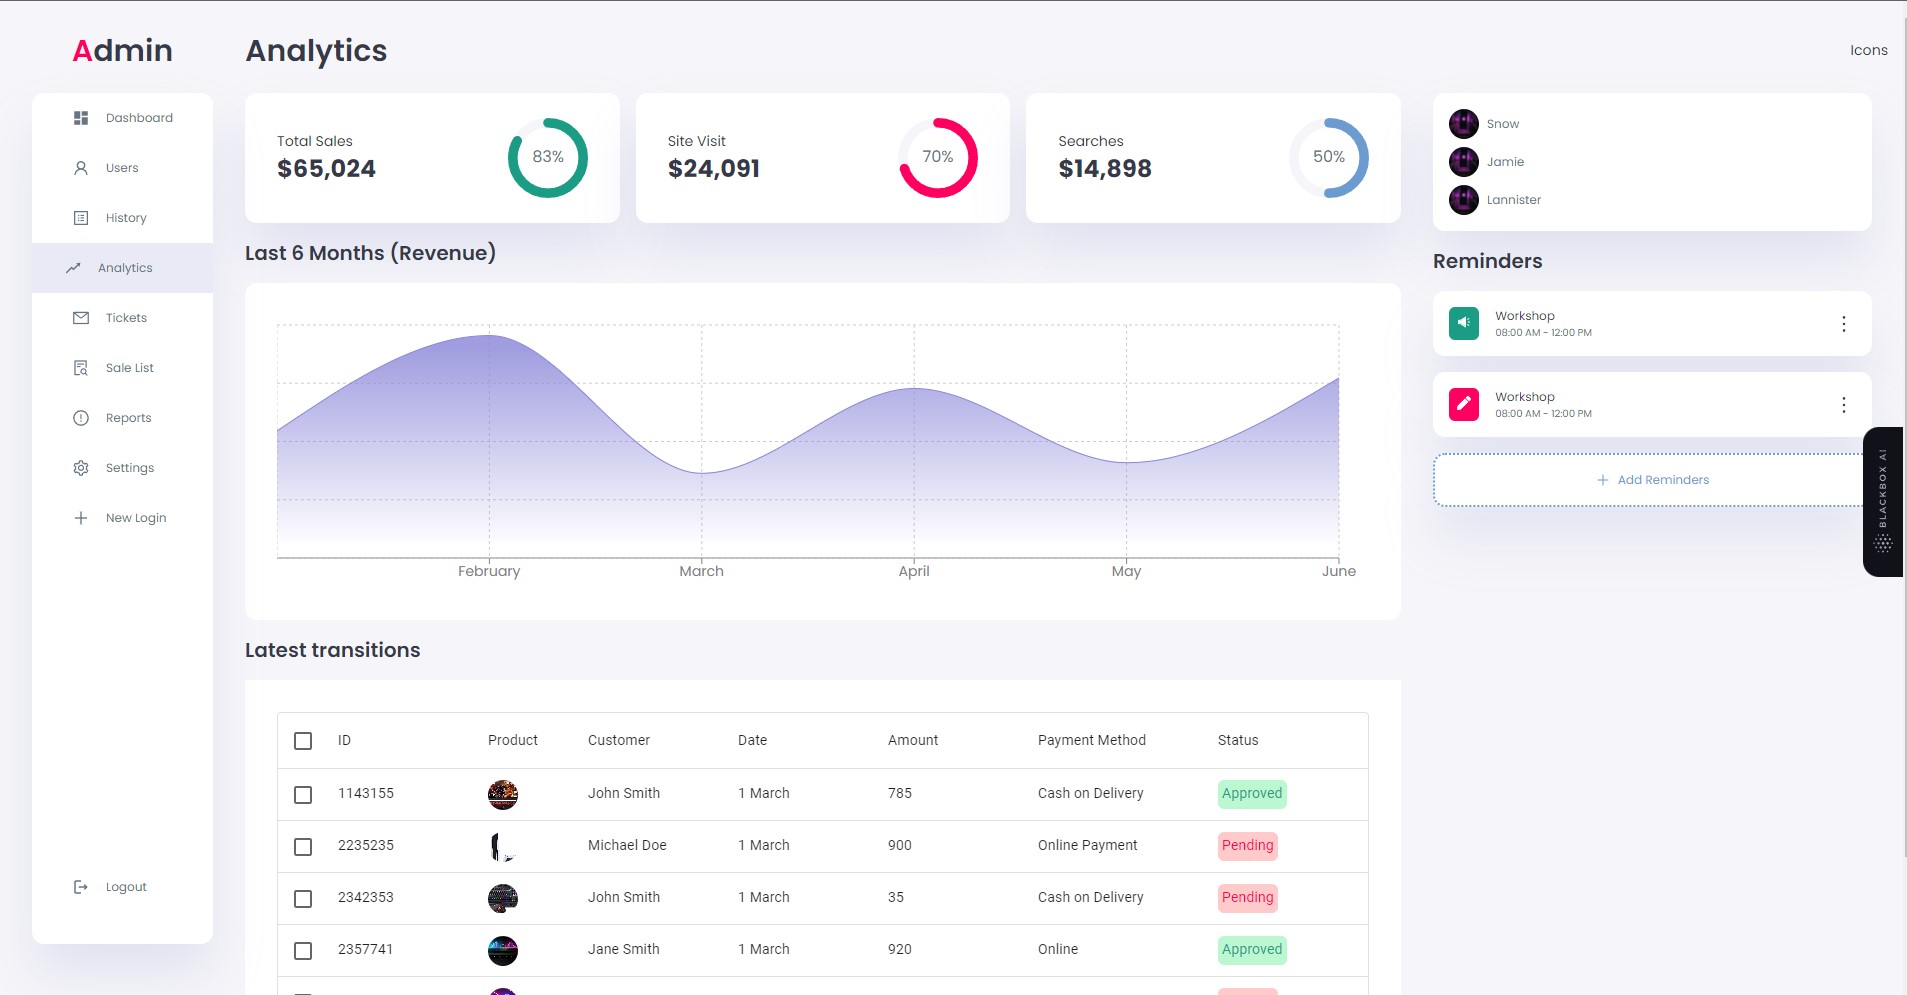 Admin
Analytics
Icons
Dashboard
Users
History
Analytics
Tickets
Sale List
Reports
Settings
New Login
Logout
Total Sales
$65,024
83%
Site Visit
$24,091
70%
Searches
$14,898
50%
Last 6 Months (Revenue)
February March April May June
Latest transitions
ID Product Customer Date Amount Payment Method Status
1143155 John Smith 1 March 785 Cash on Delivery Approved
2235235 Michael Doe 1 March 900 Online Payment Pending
2342353 John Smith 1 March 35 Cash on Delivery Pending
2357741 Jane Smith 1 March 920 Online Approved
Snow
Jamie
Lannister
Reminders
Workshop
08:00 AM - 12:00 PM
Workshop
08:00 AM - 12:00 PM
Add Reminders
BLACKBOX AI